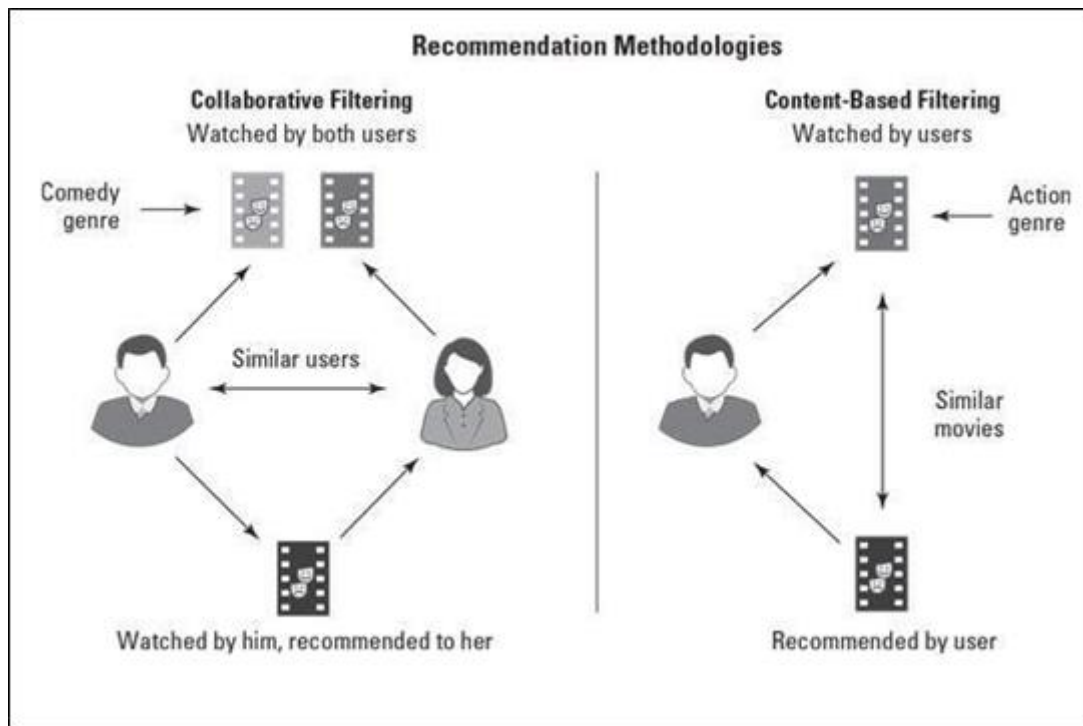 Recommendation Methodologies
Collaborative Filtering
Watched by both users
Comedy
genre
Similar users
Watched by him, recommended to her
Content-Based Filtering
Watched by users
Action
genre
Similar
movies
Recommended by user